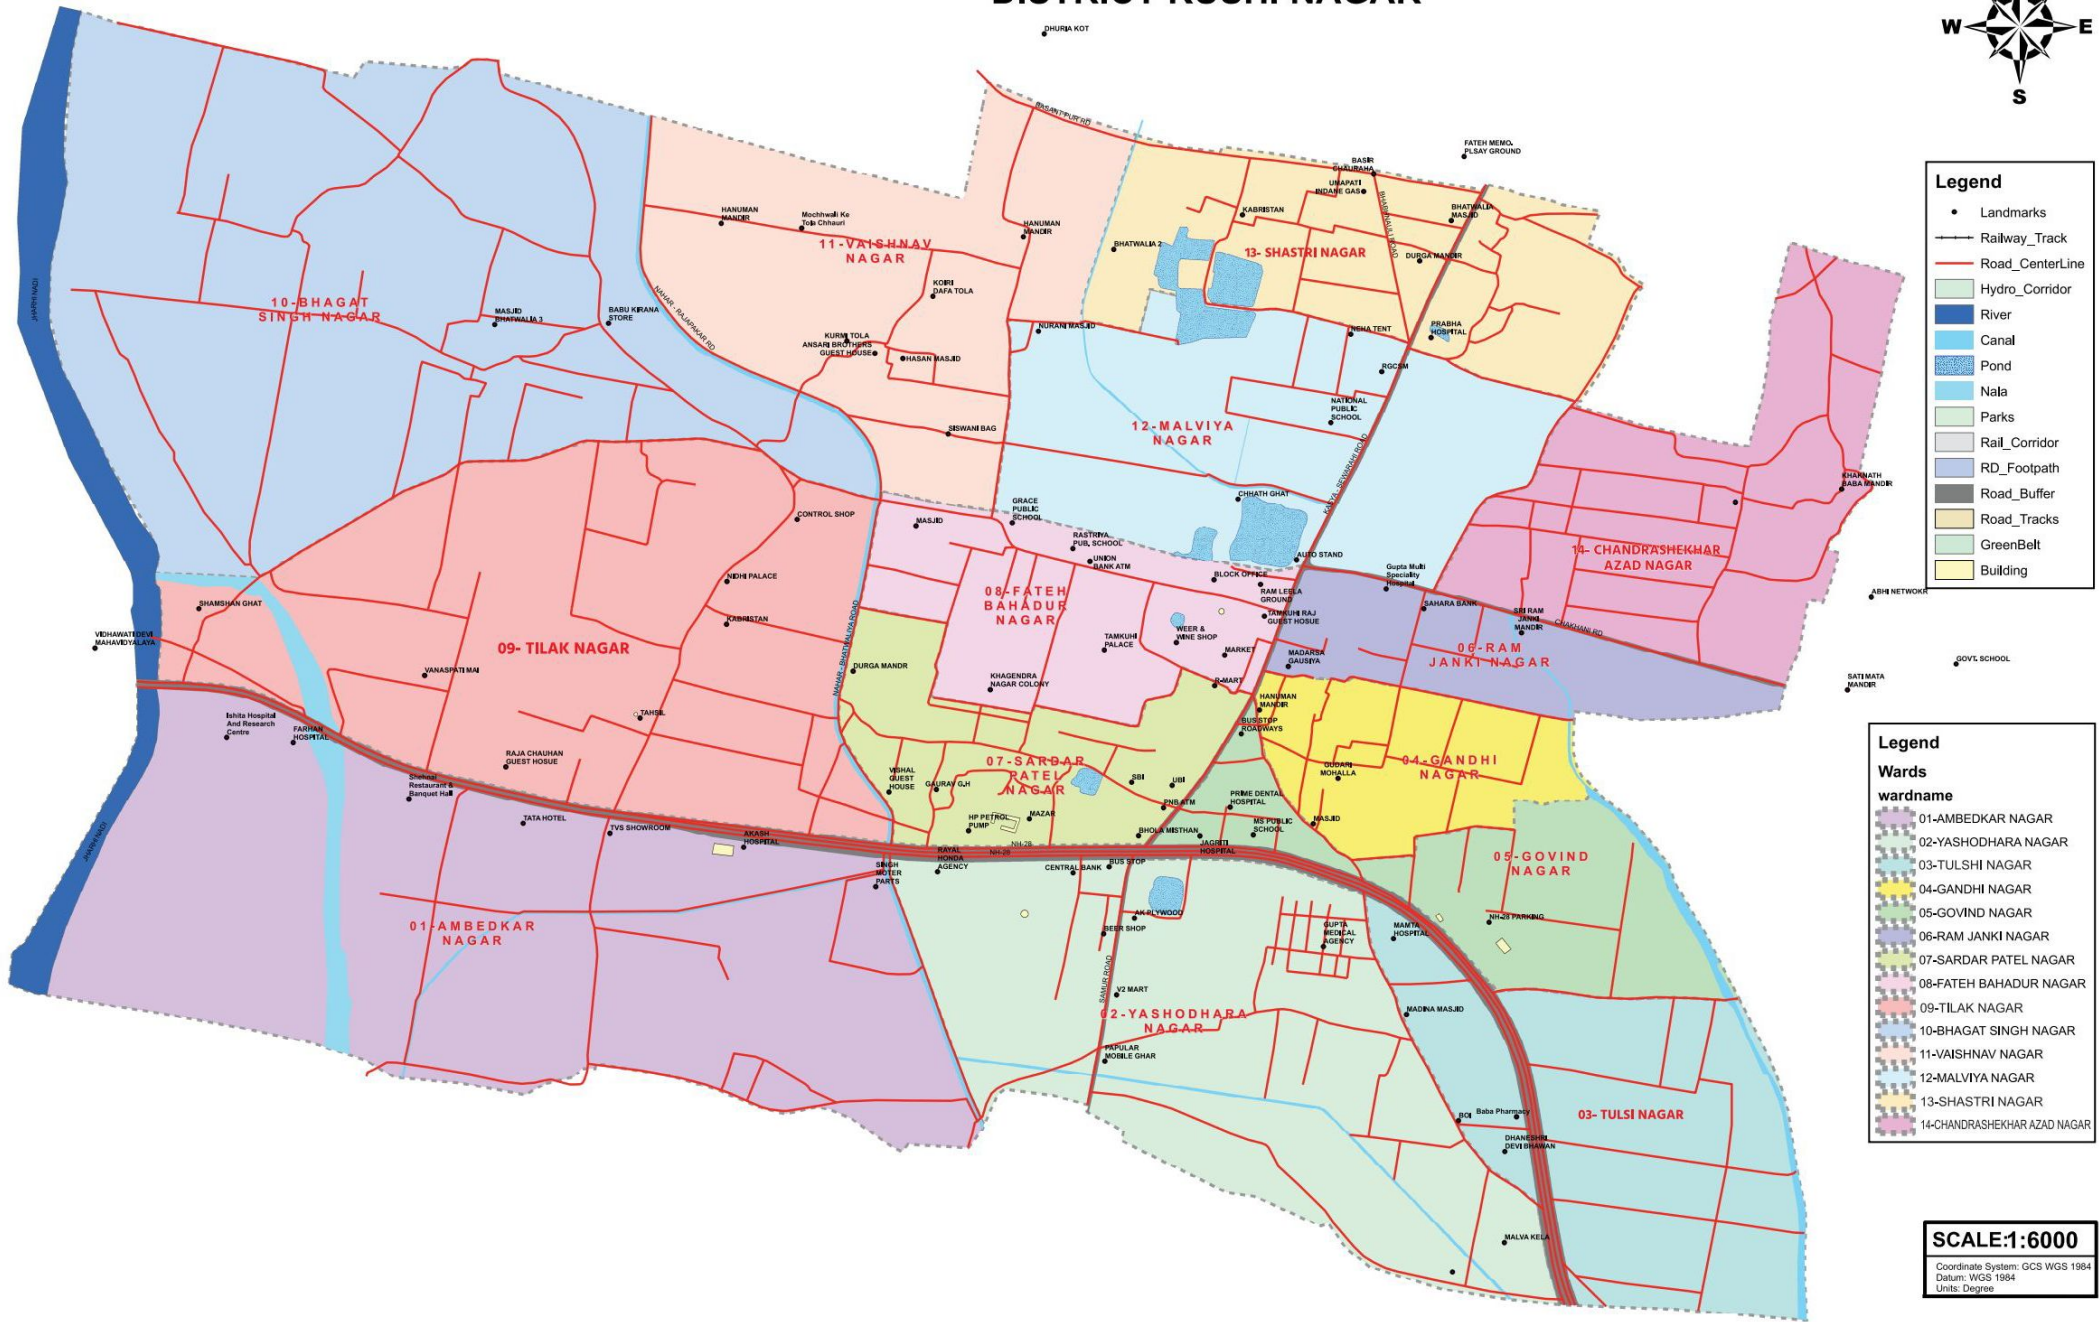 DISTRICT KUSHI NAGAR
W
E
S
DHURIA KOT
BASANTPUR RD
FATEH MEMO.
PLSAY GROUND
BASIR
CHAURAHA
UMAPATI
INDANE GAS
KABRISTAN
BHATWALIA
MASJID
HANUMAN
MANDIR
Mochhwali Ke
Tola Chhauri
HANUMAN
MANDIR
BHATWALIA 2
11-VAISHNAV
NAGAR
13- SHASTRI NAGAR
DURGA MANDIR
JHARHI NADI
KOIRI
DAFA TOLA
NAHAR - RAJAPAKAR RD
10-BHAGAT
SINGH NAGAR
MASJID
BHATWALIA 3
BABU KIRANA
STORE
KURMI TOLA
ANSARI BROTHERS
GUEST HOUSE
HASAN MASJID
NURANI MASJID
NEHA TENT
PRABHA
HOSPITAL
RGCSM
NATIONAL
PUBLIC
SCHOOL
12-MALVIYA
NAGAR
SISWANI BAG
KASYA - SEWARAHI ROAD
KHAKNATH
BABA MANDIR
CHHATH GHAT
GRACE
PUBLIC
SCHOOL
CONTROL SHOP
MASJID
RASTRIYA
PUB. SCHOOL
UNION
BANK ATM
AUTO STAND
14- CHANDRASHEKHAR
AZAD NAGAR
Gupta Multi
Speciality
Hospital
BLOCK OFFICE
RAM LEELA
GROUND
NIDHI PALACE
08-FATEH
BAHADUR
NAGAR
SAHARA BANK
SRI RAM
JANKI
MANDIR
CHAKHANI RD
ABHI NETWOKR
SHAMSHAN GHAT
KABRISTAN
TAMKUHI RAJ
GUEST HOSUE
WEER &
WINE SHOP
TAMKUHI
PALACE
MARKET
MADARSA
GAUSIYA
06-RAM
JANKI NAGAR
VIDHAWATI DEVI
MAHAVIDYALAYA
09- TILAK NAGAR
NAHAR - BHATWALIYA ROAD
VANASPATI MAI
DURGA MANDR
KHAGENDRA
NAGAR COLONY
R-MART
GOVT. SCHOOL
SATI MATA
MANDIR
HANUMAN
MANDIR
BUS STOP
ROADWAYS
Ishita Hospital
And Research
Centre
FARHAN
HOSPITAL
TAHSIL
RAJA CHAUHAN
GUEST HOSUE
VISHAL
GUEST
HOUSE
GAURAV G.H
07-SARDAR
PATEL
NAGAR
SBI
UBI
GUDARI
MOHALLA
04-GANDHI
NAGAR
Shehnai
Restaurant &
Banquet Hall
PNB ATM
PRIME DENTAL
HOSPITAL
TATA HOTEL
TVS SHOWROOM
AKASH
HOSPITAL
HP PETROL
PUMP
MAZAR
BHOLA MISTHAN
MS PUBLIC
SCHOOL
MASJID
JAGRITI
HOSPITAL
NH-28
NH-28
JHARHI NADI
SINGH
MOTER
PARTS
RAYAL
HONDA
AGENCY
CENTRAL BANK
BUS STOP
05-GOVIND
NAGAR
AK PLYWOOD
BEER SHOP
GUPTA
MEDICAL
AGENCY
MAMTA
HOSPITAL
NH-28 PARKING
01-AMBEDKAR
NAGAR
SAMUR ROAD
V2 MART
02-YASHODHARA
NAGAR
MADINA MASJID
PAPULAR
MOBILE GHAR
BOI
Baba Pharmacy
03- TULSI NAGAR
DHANESHRI
DEVI BHAWAN
MALVA KELA
Legend
Landmarks
Railway_Track
Road_CenterLine
Hydro_Corridor
River
Canal
Pond
Nala
Parks
Rail_Corridor
RD_Footpath
Road_Buffer
Road_Tracks
GreenBelt
Building
Legend
Wards
wardname
01-AMBEDKAR NAGAR
02-YASHODHARA NAGAR
03-TULSHI NAGAR
04-GANDHI NAGAR
05-GOVIND NAGAR
06-RAM JANKI NAGAR
07-SARDAR PATEL NAGAR
08-FATEH BAHADUR NAGAR
09-TILAK NAGAR
10-BHAGAT SINGH NAGAR
11-VAISHNAV NAGAR
12-MALVIYA NAGAR
13-SHASTRI NAGAR
14-CHANDRASHEKHAR AZAD NAGAR
SCALE:1:6000
Coordinate System: GCS WGS 1984
Datum: WGS 1984
Units: Degree